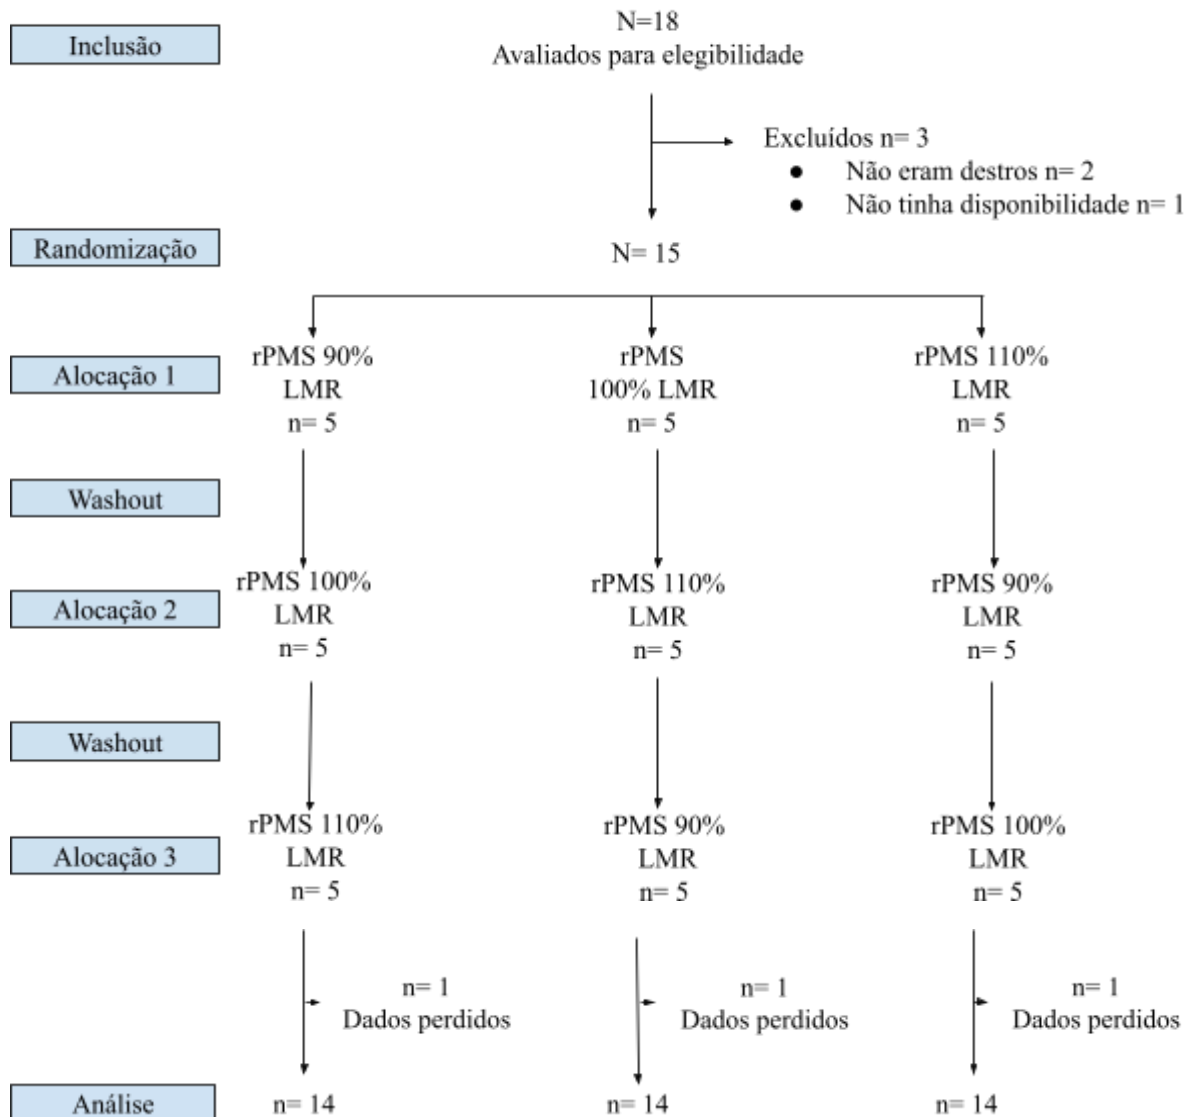 Inclusão
N=18
Avaliados para elegibilidade
Excluídos n= 3
● Não eram destros n= 2
● Não tinha disponibilidade n= 1
Randomização
N= 15
Alocação 1
rPMS 90%
LMR
n= 5
rPMS
100% LMR
n= 5
rPMS 110%
LMR
n= 5
Washout
Alocação 2
rPMS 100%
LMR
n= 5
rPMS 110%
LMR
n= 5
rPMS 90%
LMR
n= 5
Washout
Alocação 3
rPMS 110%
LMR
n= 5
rPMS 90%
LMR
n= 5
rPMS 100%
LMR
n= 5
n= 1
Dados perdidos
n= 1
Dados perdidos
n= 1
Dados perdidos
Análise
n= 14
n= 14
n= 14